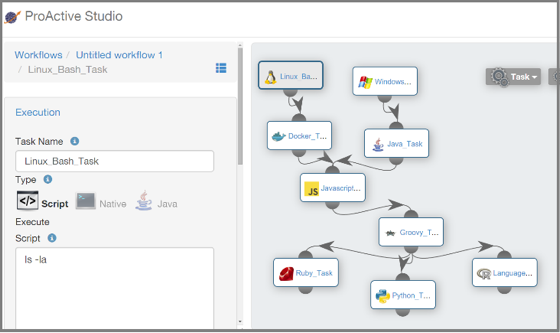 ProActive Studio
Workflows / Untitled workflow 1
/ Linux_Bash_Task
Execution
Task Name
Linux_Bash_Task
Type
Script Native Java
Execute
Script
ls -la
Task
Linux_Ba...
Windows...
Docker_T...
Java_Task
JS Javascript...
Groovy_T...
Ruby_Task
Python_T...
Language...